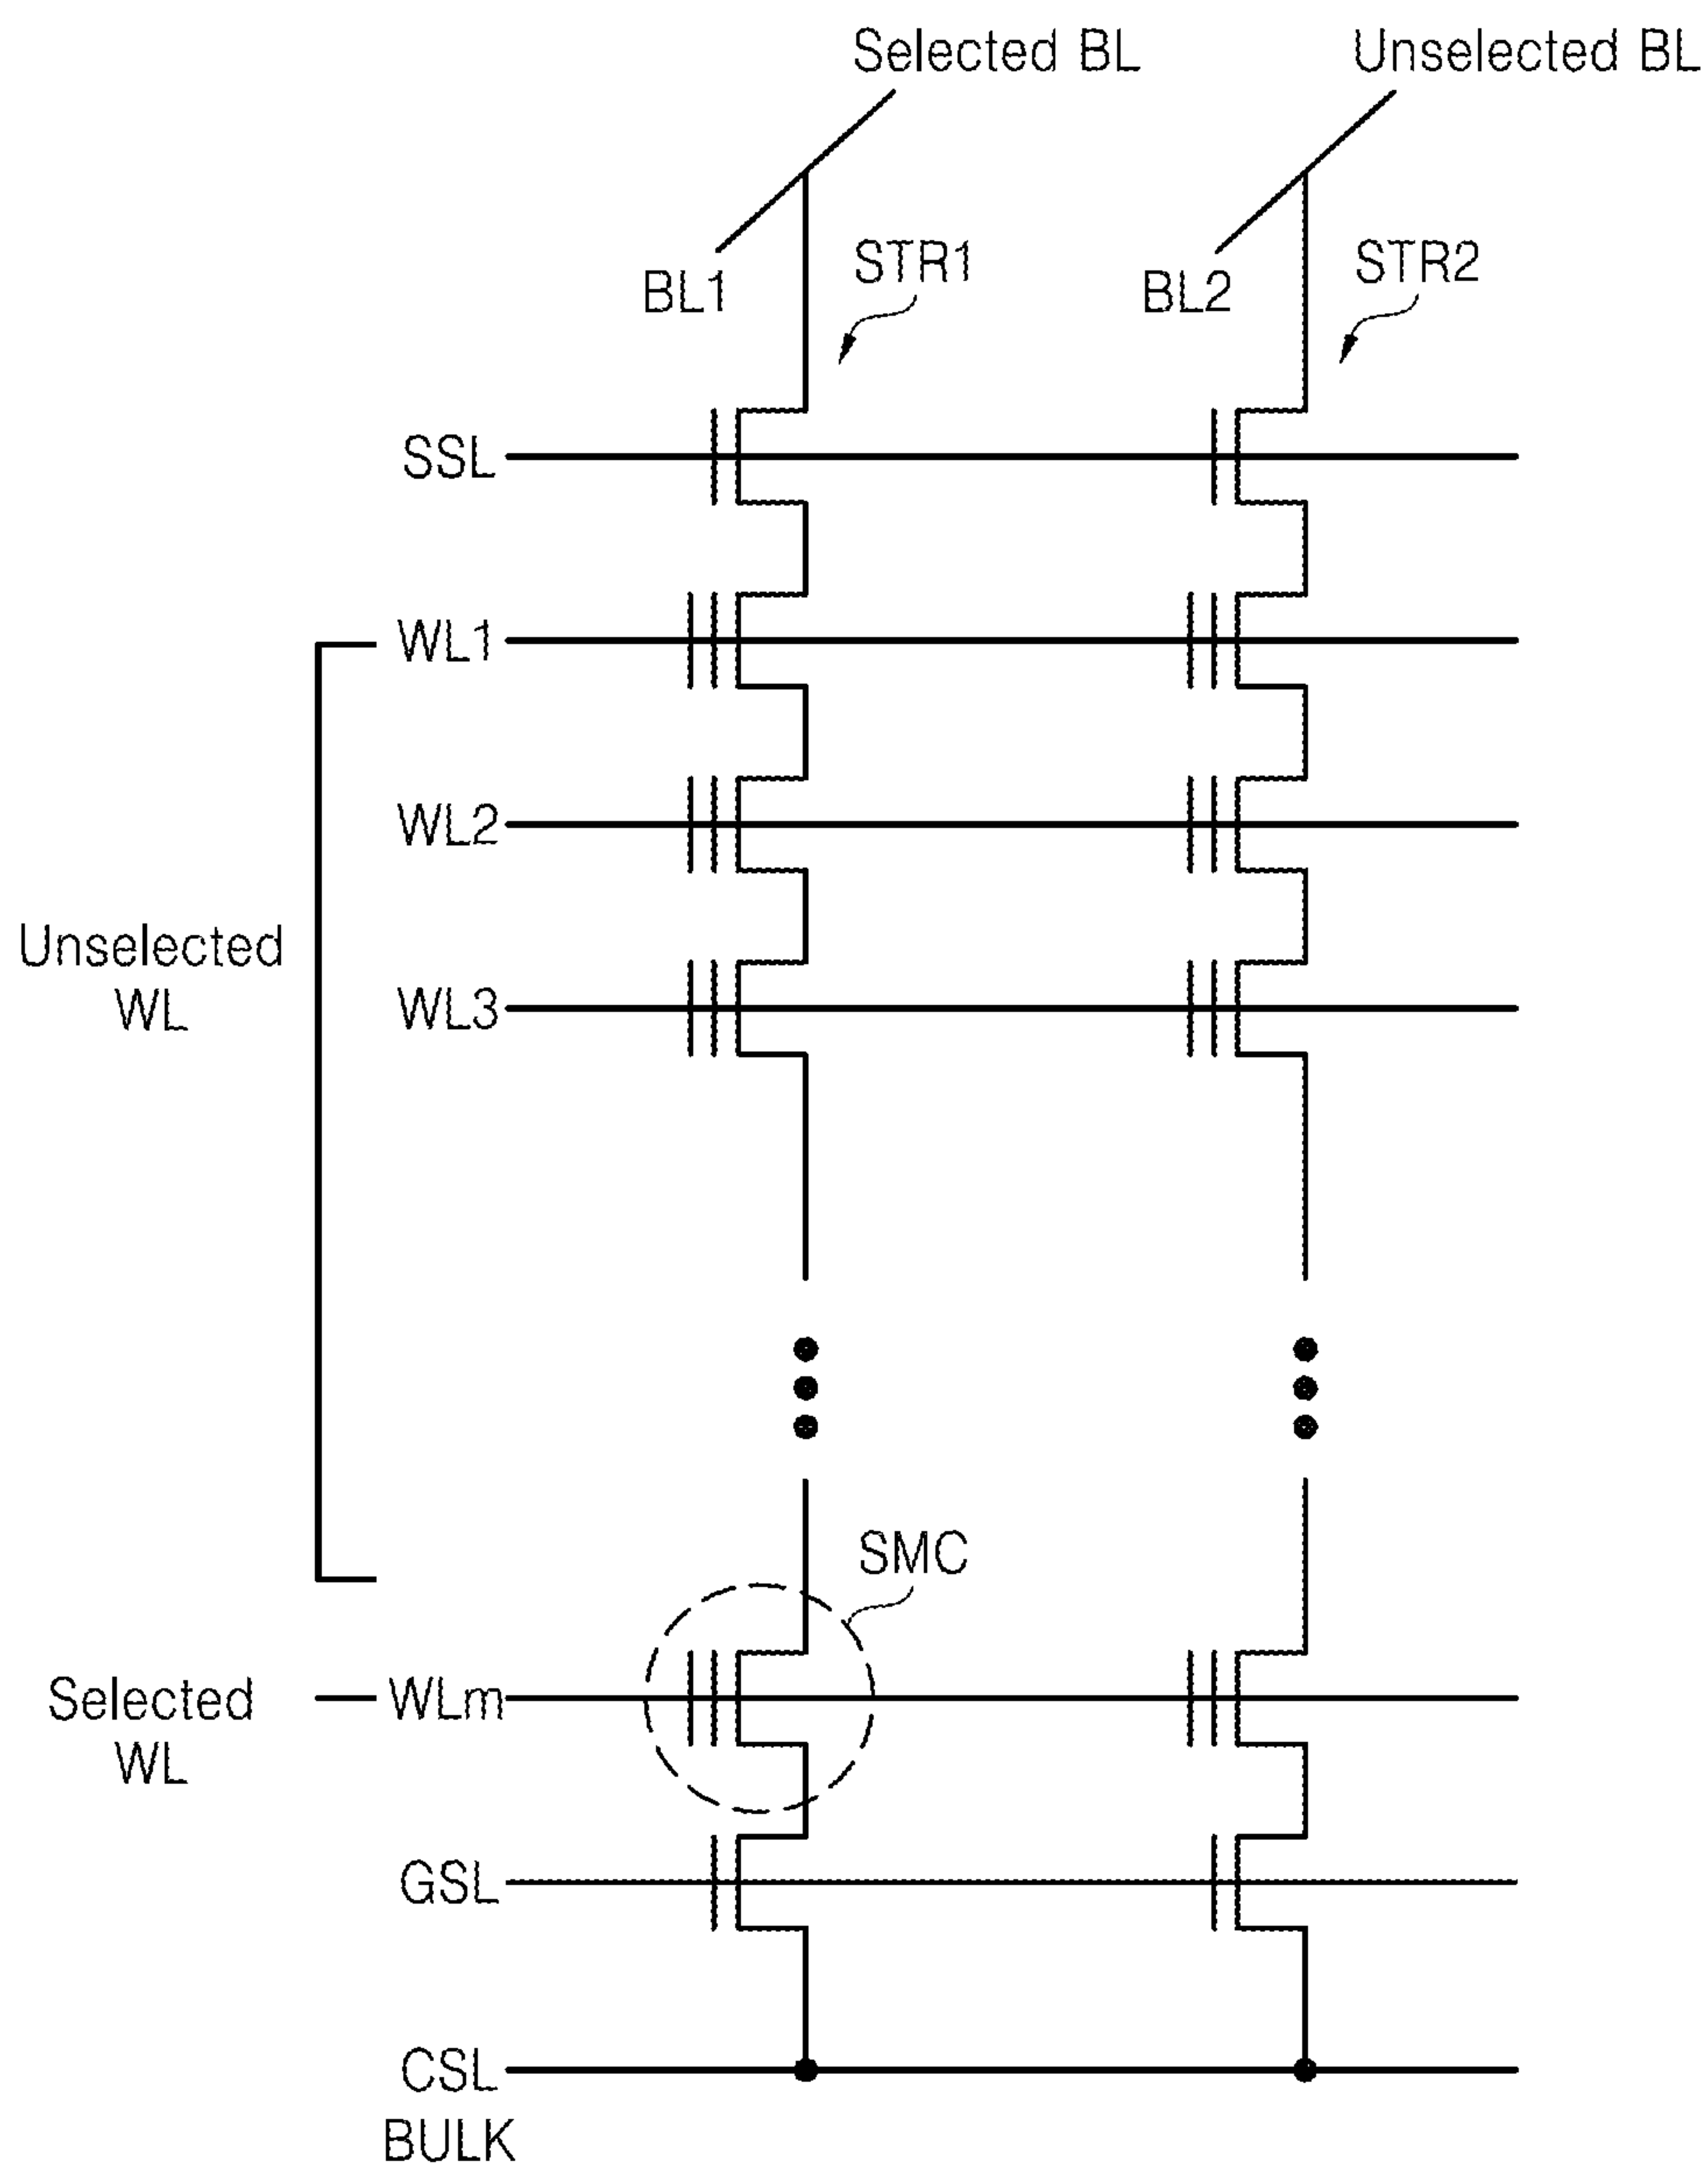 Selected BL
Unselected BL
BL1
STR1
BL2
STR2
SSL
WL1
WL2
Unselected
WL
WL3
SMC
Selected
WL
WLm
GSL
CSL
BULK